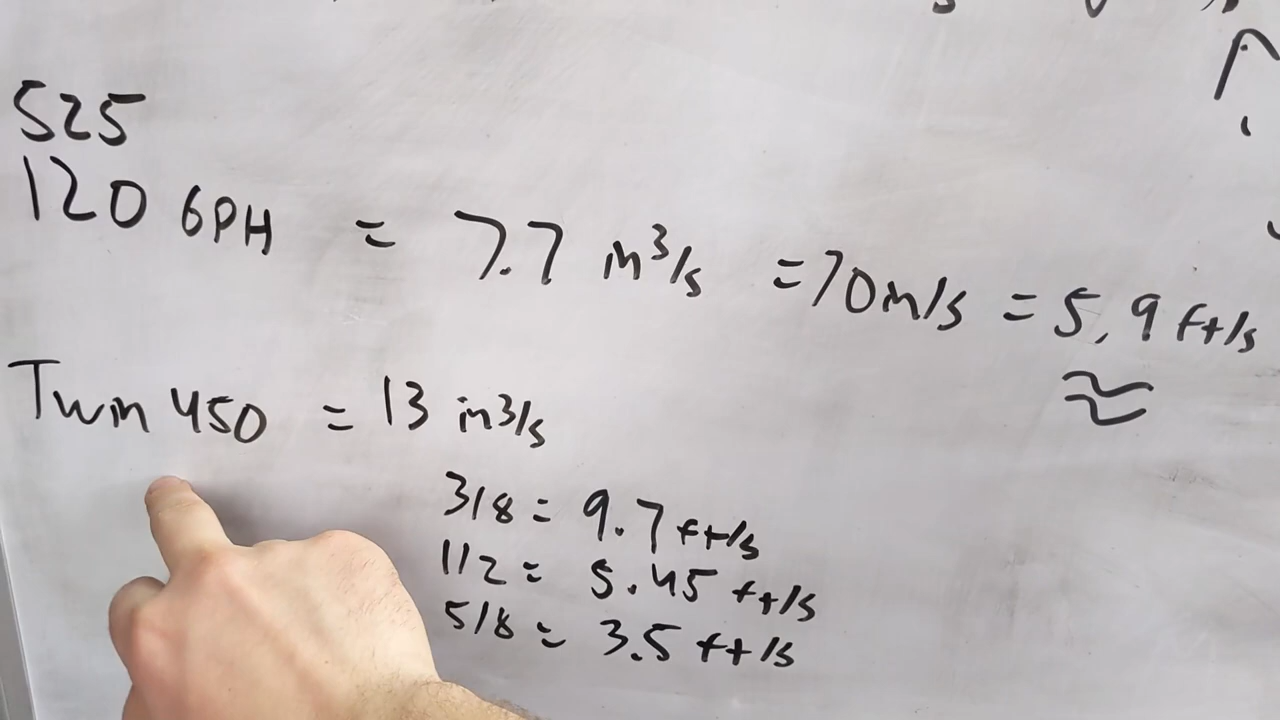 525
120 GPH = 7.7 in³/s = 70 in/s = 5.9 ft/s
≈
Twin 450 = 13 in³/s
3/8 = 9.7 ft/s
1/2 = 5.45 ft/s
5/8 = 3.5 ft/s